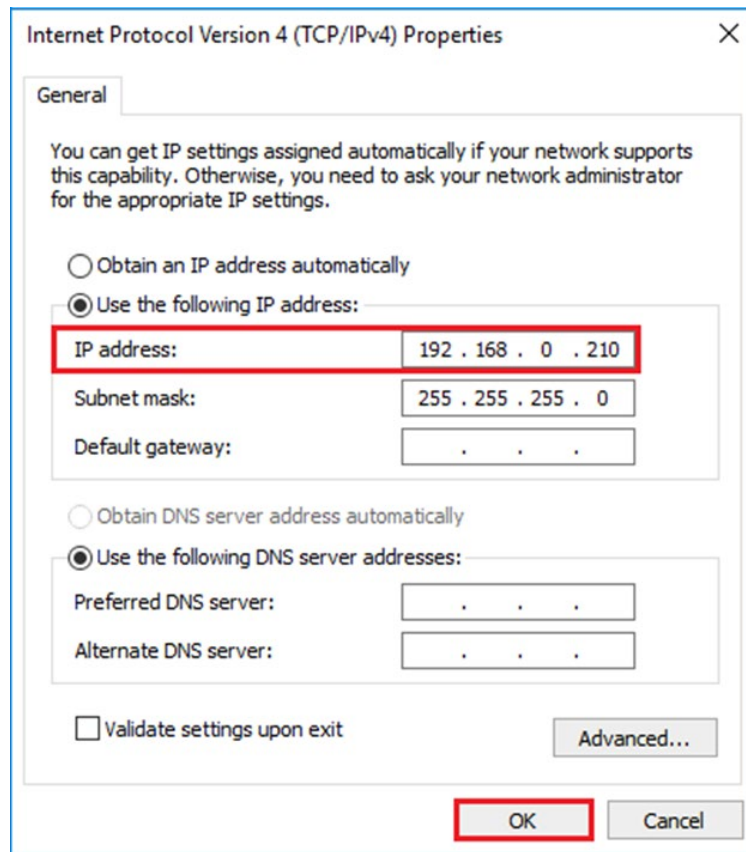 Internet Protocol Version 4 (TCP/IPv4) Properties
General
You can get IP settings assigned automatically if your network supports
this capability. Otherwise, you need to ask your network administrator
for the appropriate IP settings.
Obtain an IP address automatically
Use the following IP address:
IP address: 192 . 168 . 0 . 210
Subnet mask: 255 . 255 . 255 . 0
Default gateway: . . .
Obtain DNS server address automatically
Use the following DNS server addresses:
Preferred DNS server: . . .
Alternate DNS server: . . .
Validate settings upon exit
Advanced...
OK Cancel